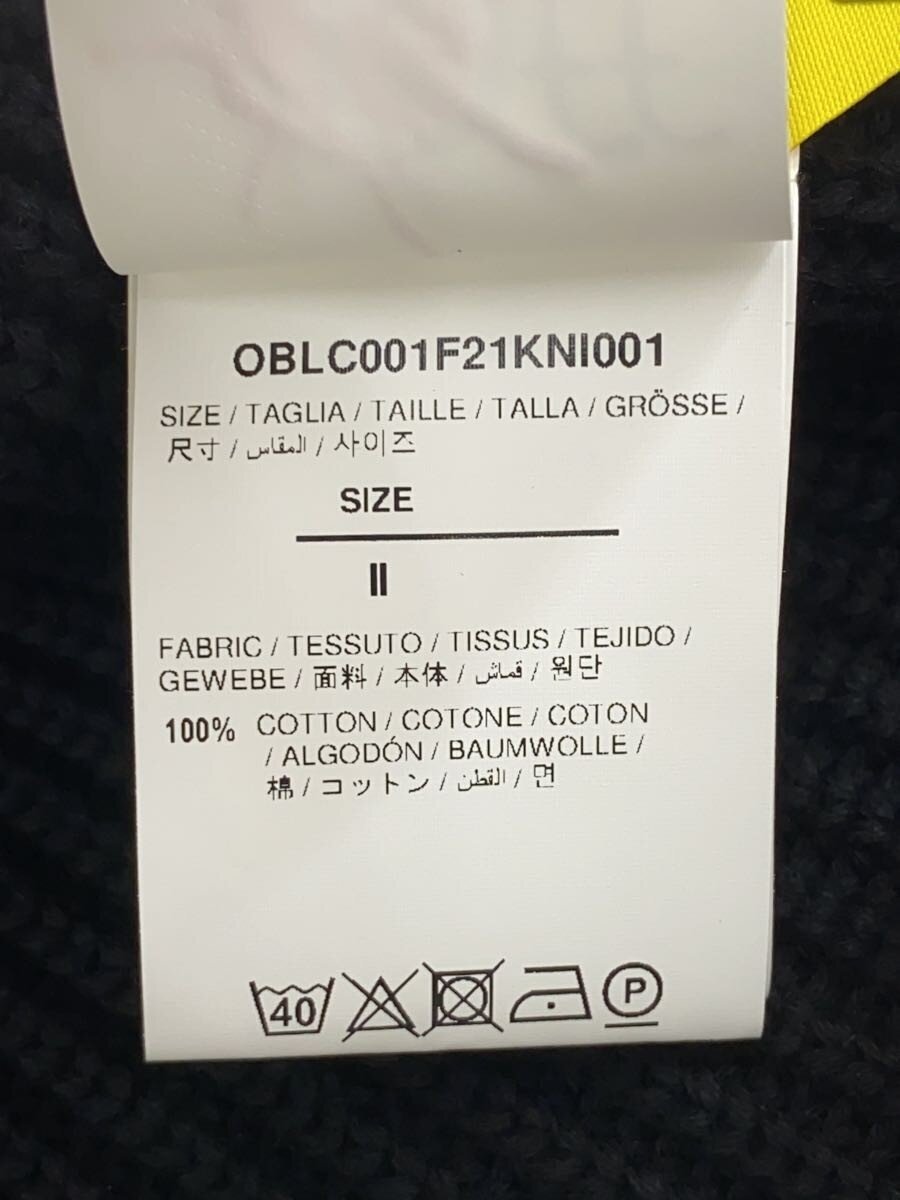 OBLC001F21KNI001
SIZE / TAGLIA / TAILLE / TALLA / GRÖSSE /
尺寸 / المقاس / 사이즈
SIZE
II
FABRIC / TESSUTO / TISSUS / TEJIDO /
GEWEBE / 面料 / 本体 / قماش / 원단
100% COTTON / COTONE / COTON
/ ALGODÓN / BAUMWOLLE /
棉 / コットン / القطن / 면
40 P